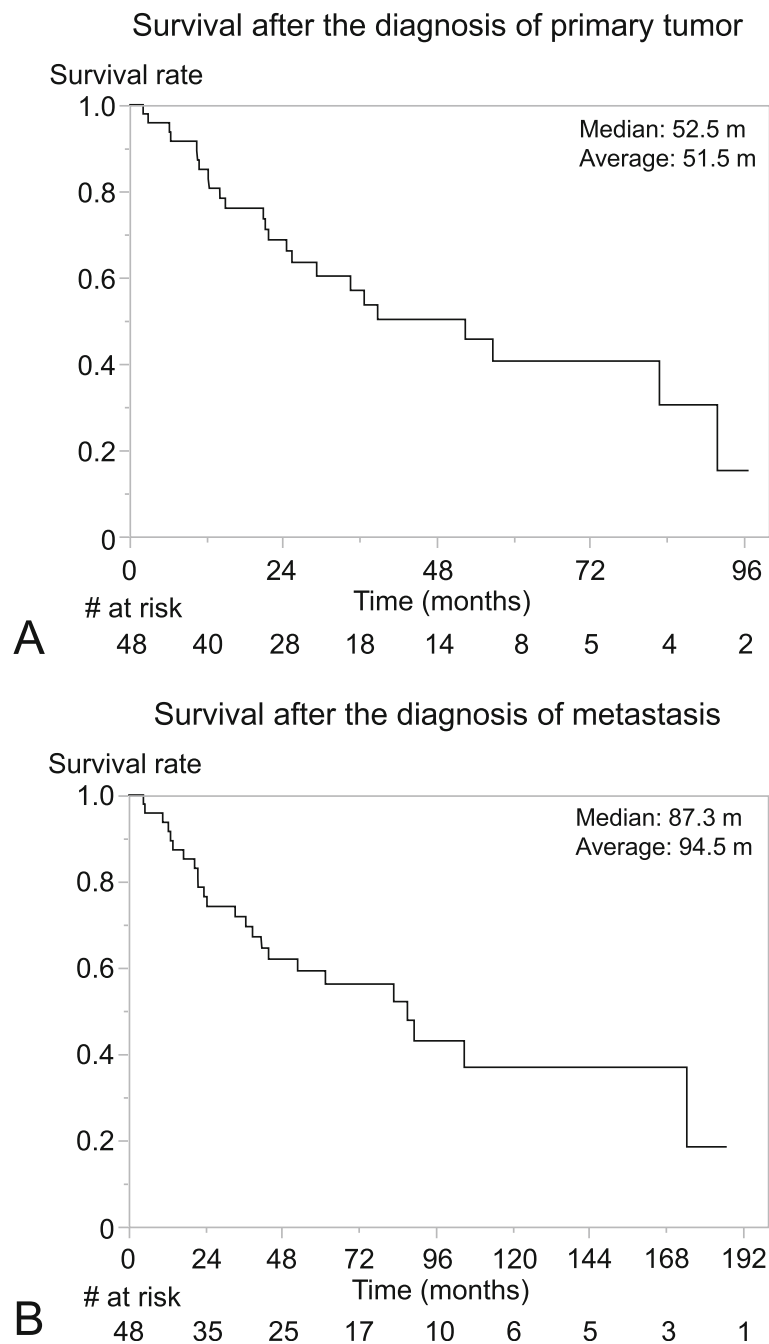 Survival after the diagnosis of primary tumor
Survival rate
Median: 52.5 m
Average: 51.5 m
1.0
0.8
0.6
0.4
0.2
0
0 24 48 72 96
Time (months)
# at risk
A
48 40 28 18 14 8 5 4 2
Survival after the diagnosis of metastasis
Survival rate
Median: 87.3 m
Average: 94.5 m
1.0
0.8
0.6
0.4
0.2
0
0 24 48 72 96 120 144 168 192
Time (months)
# at risk
B
48 35 25 17 10 6 5 3 1